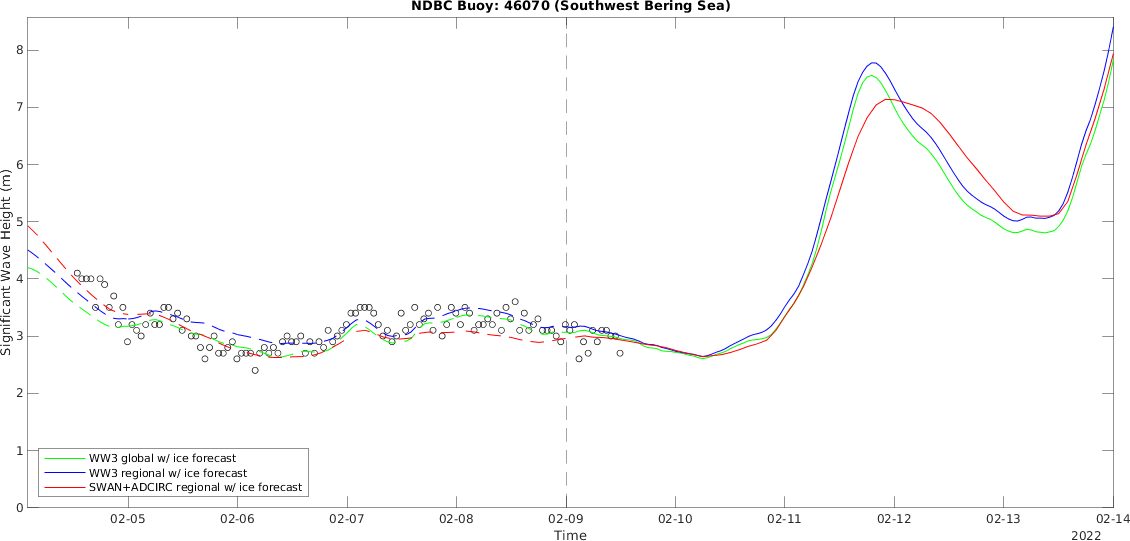 NDBC Buoy: 46070 (Southwest Bering Sea)
Significant Wave Height (m)
8
7
6
5
4
3
2
1
0
WW3 global w/ ice forecast
WW3 regional w/ ice forecast
SWAN+ADCIRC regional w/ ice forecast
02-05 02-06 02-07 02-08 02-09 02-10 02-11 02-12 02-13 02-14
Time
2022